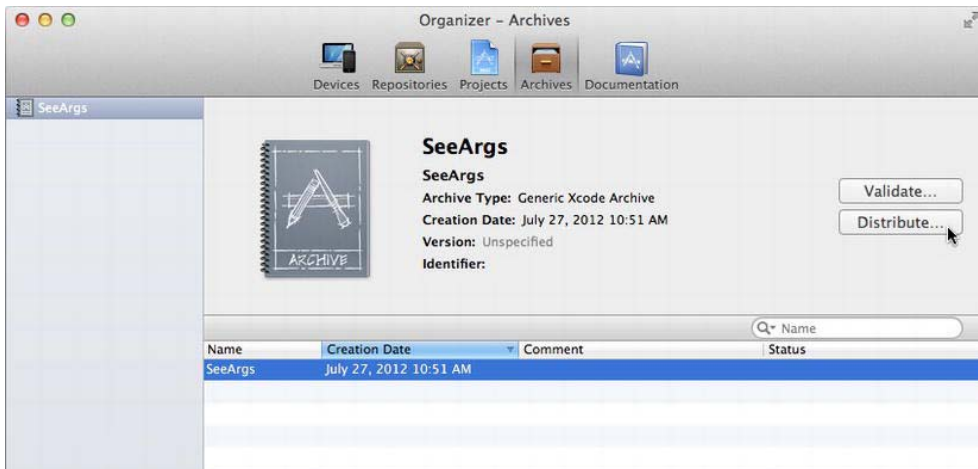 Organizer – Archives
Devices Repositories Projects Archives Documentation
SeeArgs
SeeArgs
SeeArgs
Archive Type: Generic Xcode Archive
Creation Date: July 27, 2012 10:51 AM
Version: Unspecified
Identifier:
ARCHIVE
Validate...
Distribute...
Name
Name Creation Date Comment Status
SeeArgs July 27, 2012 10:51 AM